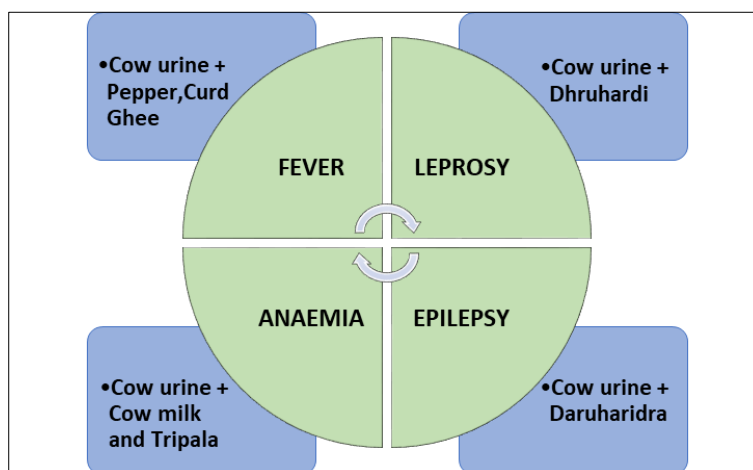 •Cow urine +
Pepper,Curd
Ghee
•Cow urine +
Dhruhardi
FEVER
LEPROSY
ANAEMIA
EPILEPSY
•Cow urine +
Cow milk
and Tripala
•Cow urine +
Daruharidra